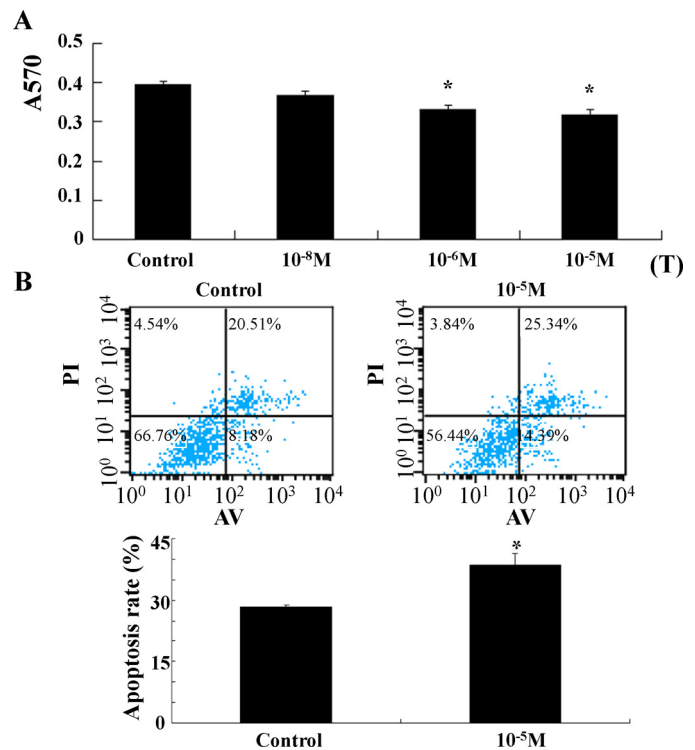 A
0.5
0.4
0.3
0.2
0.1
0
A570
*
*
Control
10⁻⁸M
10⁻⁶M
10⁻⁵M
(T)
B
Control
10⁻⁵M
10⁴
10³
10²
10¹
10⁰
PI
4.54%
20.51%
66.76%
8.18%
10⁰
10¹
10²
10³
10⁴
AV
10⁴
10³
10²
10¹
10⁰
PI
3.84%
25.34%
56.44%
14.39%
10⁰
10¹
10²
10³
10⁴
AV
45
30
15
0
Apoptosis rate (%)
*
Control
10⁻⁵M